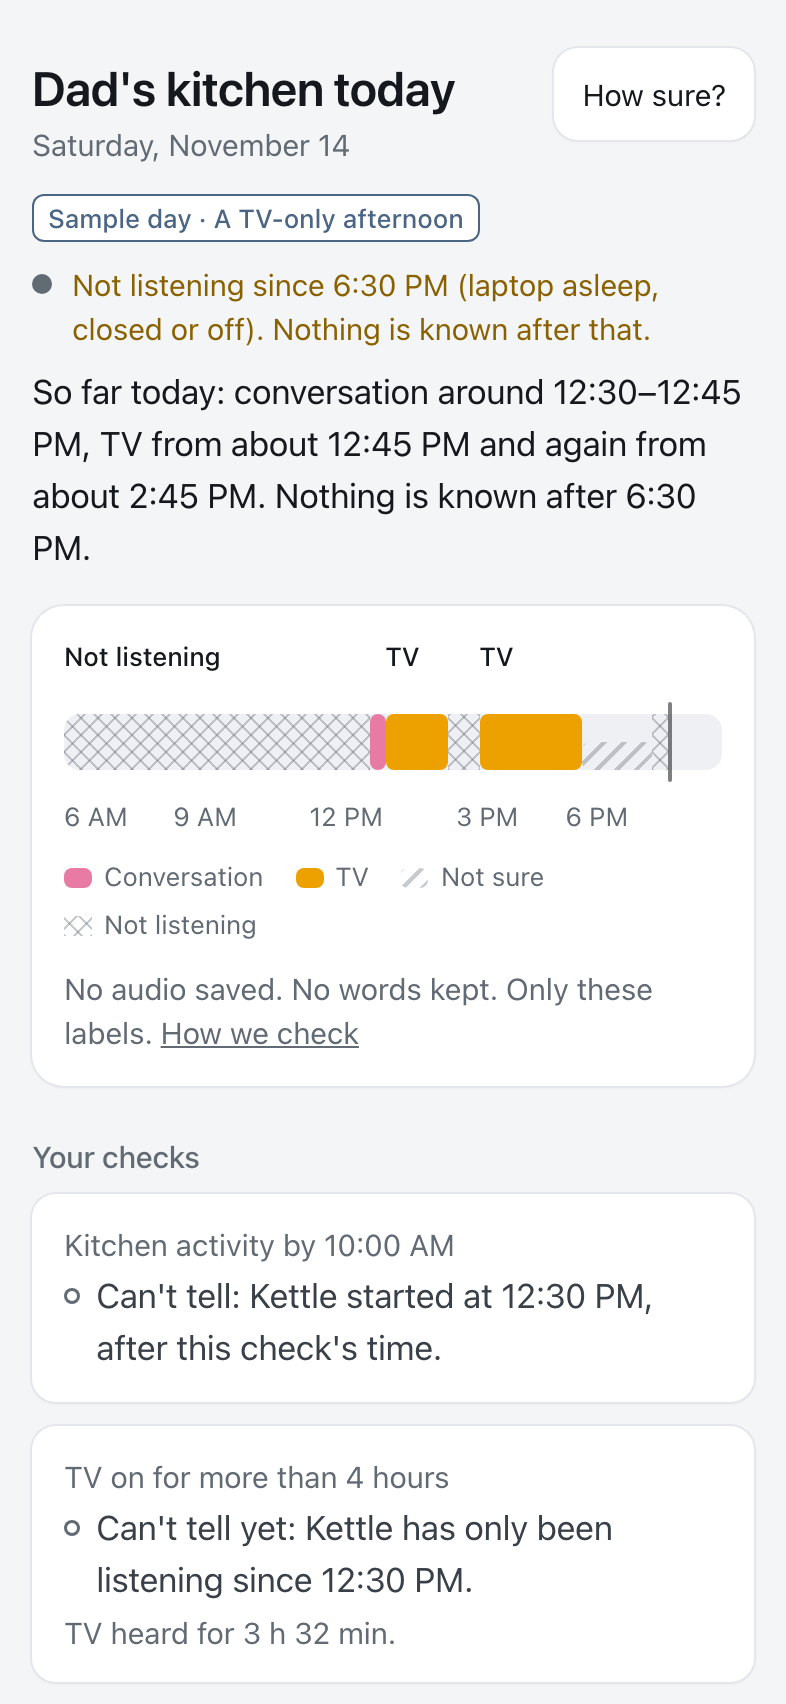 Dad's kitchen today
How sure?
Saturday, November 14
Sample day · A TV-only afternoon
Not listening since 6:30 PM (laptop asleep,
closed or off). Nothing is known after that.
So far today: conversation around 12:30–12:45
PM, TV from about 12:45 PM and again from
about 2:45 PM. Nothing is known after 6:30
PM.
Not listening TV TV
6 AM 9 AM 12 PM 3 PM 6 PM
Conversation TV Not sure
Not listening
No audio saved. No words kept. Only these
labels. How we check
Your checks
Kitchen activity by 10:00 AM
Can't tell: Kettle started at 12:30 PM,
after this check's time.
TV on for more than 4 hours
Can't tell yet: Kettle has only been
listening since 12:30 PM.
TV heard for 3 h 32 min.